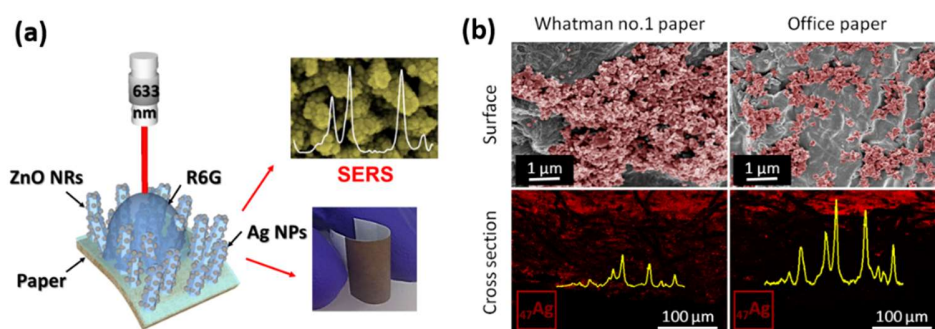 (a)
633
nm
ZnO NRs
R6G
Ag NPs
Paper
SERS
(b)
Whatman no.1 paper
Office paper
Surface
1 μm
1 μm
Cross section
47Ag
100 μm
47Ag
100 μm